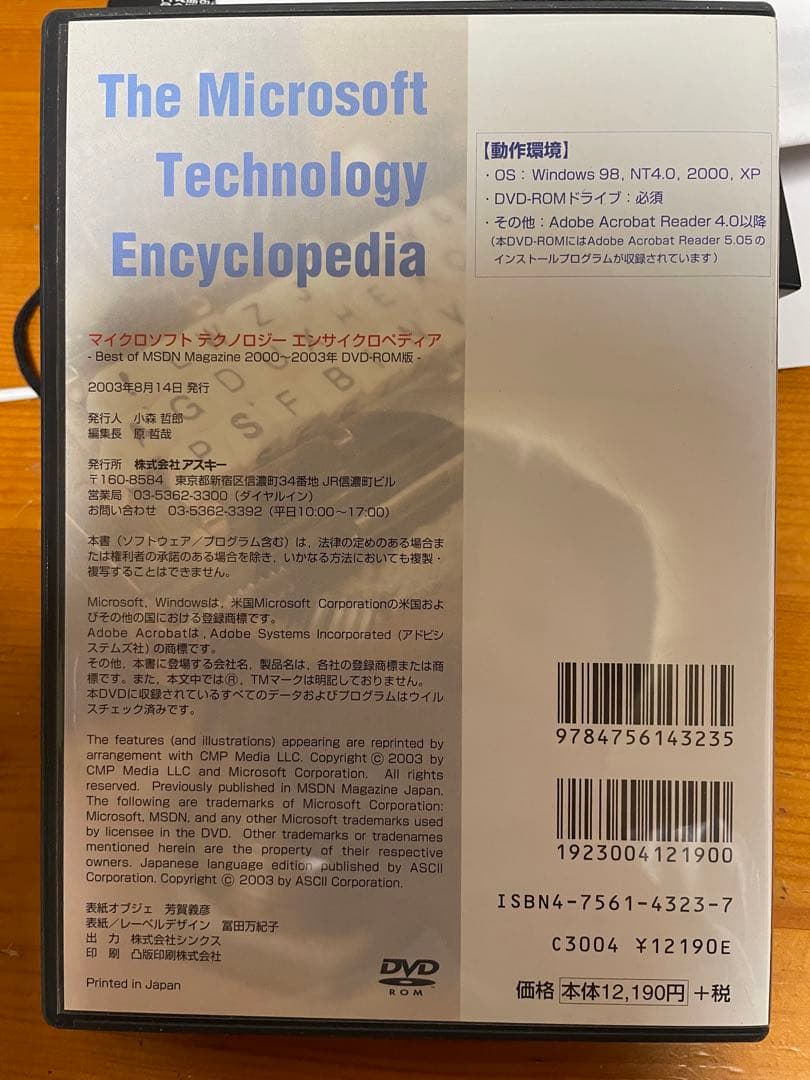 The Microsoft
Technology
Encyclopedia
マイクロソフト テクノロジー エンサイクロペディア
- Best of MSDN Magazine 2000〜2003年 DVD-ROM版 -
2003年8月14日 発行
発行人　小森 哲郎
編集長　原 哲哉
発行所　株式会社アスキー
〒160-8584　東京都新宿区信濃町34番地 JR信濃町ビル
営業局　03-5362-3300（ダイヤルイン）
お問い合わせ　03-5362-3392（平日10:00〜17:00）
本書（ソフトウェア／プログラム含む）は，法律の定めのある場合ま
たは権利者の承諾のある場合を除き，いかなる方法においても複製・
複写することはできません。
Microsoft，Windowsは，米国Microsoft Corporationの米国およ
びその他の国における登録商標です。
Adobe Acrobatは，Adobe Systems Incorporated（アドビシ
ステムズ社）の商標です。
その他，本書に登場する会社名，製品名は，各社の登録商標または商
標です。また，本文中ではⓇ，TMマークは明記しておりません。
本DVDに収録されているすべてのデータおよびプログラムはウイル
スチェック済みです。
The features (and illustrations) appearing are reprinted by
arrangement with CMP Media LLC. Copyright Ⓒ 2003 by
CMP Media LLC and Microsoft Corporation. All rights
reserved. Previously published in MSDN Magazine Japan.
The following are trademarks of Microsoft Corporation:
Microsoft, MSDN, and any other Microsoft trademarks used
by licensee in the DVD. Other trademarks or tradenames
mentioned herein are the property of their respective
owners. Japanese language edition published by ASCII
Corporation. Copyright Ⓒ 2003 by ASCII Corporation.
表紙オブジェ　芳賀義彦
表紙／レーベルデザイン　冨田万紀子
出　力　株式会社シンクス
印　刷　凸版印刷株式会社
Printed in Japan
DVD
ROM
【動作環境】
・OS：Windows 98, NT4.0, 2000, XP
・DVD-ROMドライブ：必須
・その他：Adobe Acrobat Reader 4.0以降
（本DVD-ROMにはAdobe Acrobat Reader 5.05の
インストールプログラムが収録されています）
9784756143235
1923004121900
ISBN4-7561-4323-7
C3004 ¥12190E
価格 本体12,190円 +税